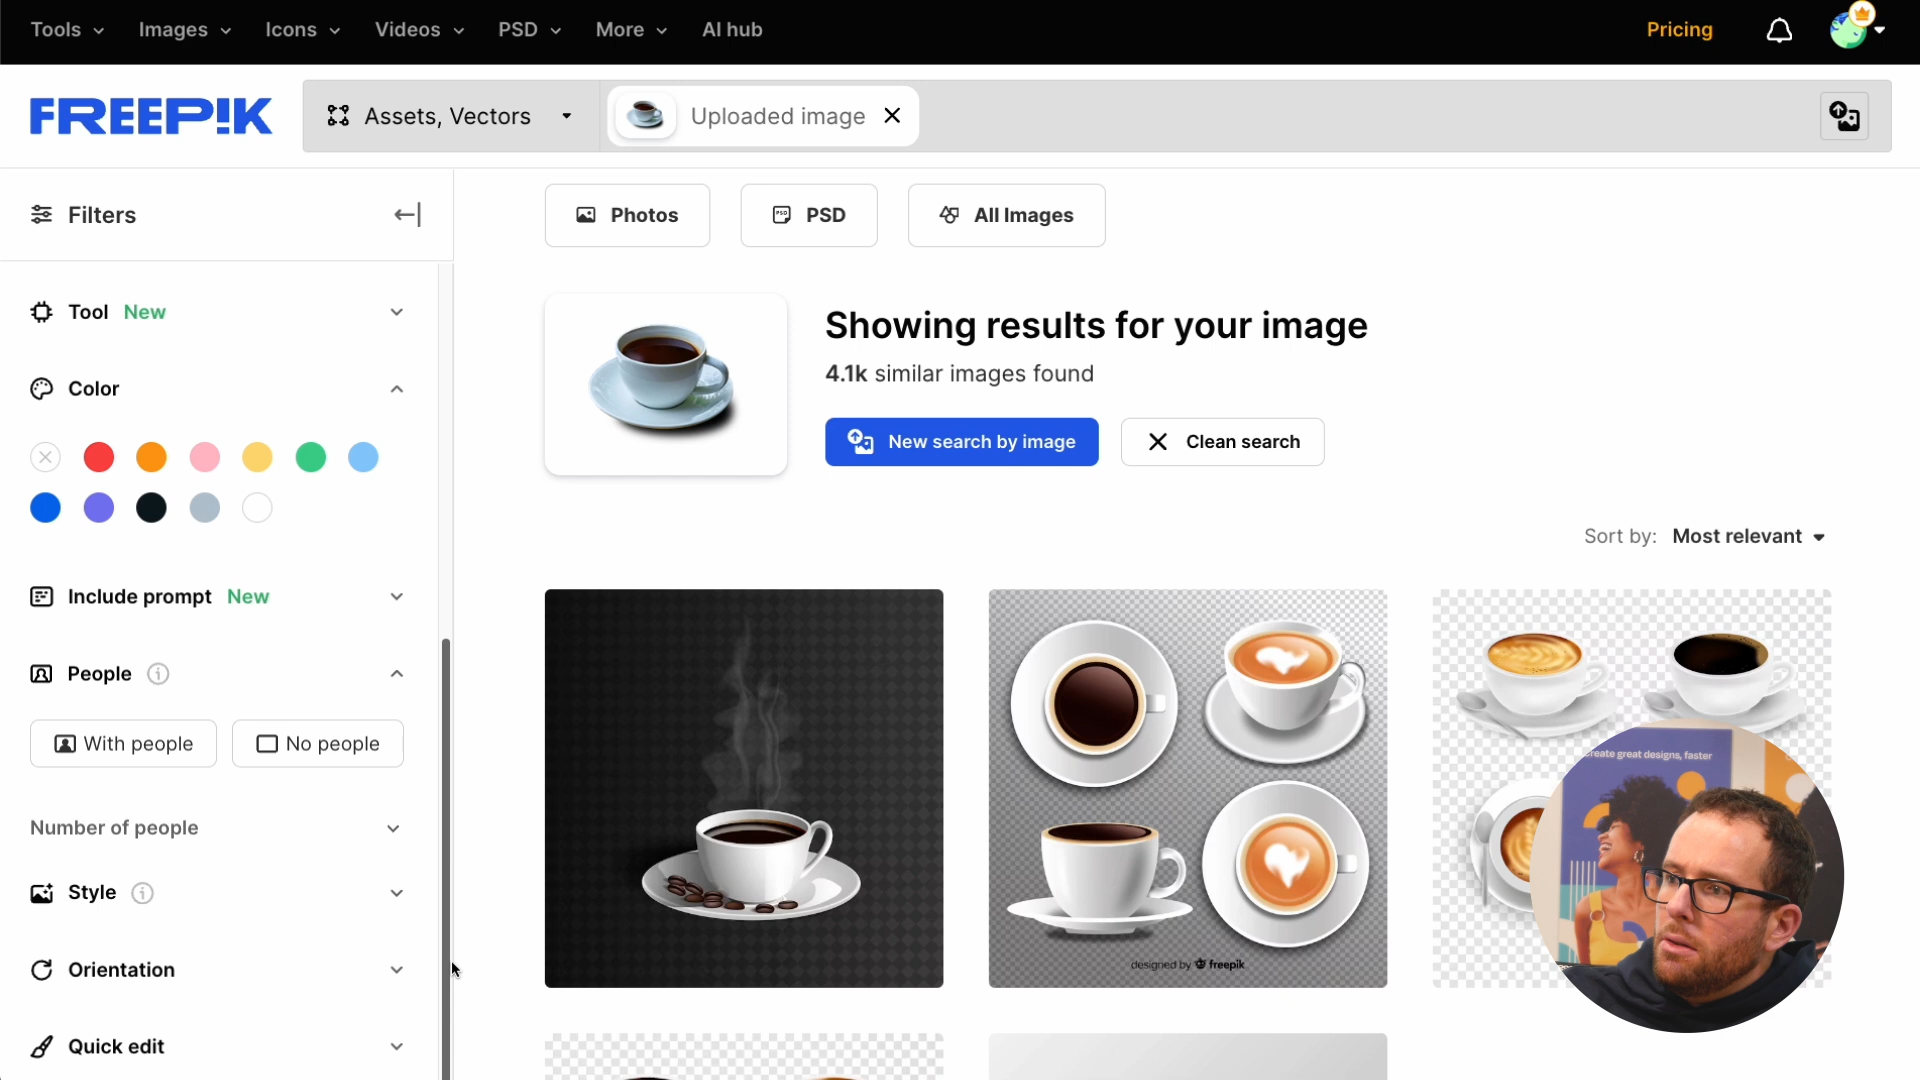 Tools Images Icons Videos PSD More AI hub Pricing
FREEPIK Assets, Vectors Uploaded image
Filters
Photos PSD All Images
Tool New
Color
Showing results for your image
4.1k similar images found
New search by image Clean search
Sort by: Most relevant
Include prompt New
People
With people No people
Number of people
Style
Orientation
Quick edit
designed by freepik
create great designs, faster